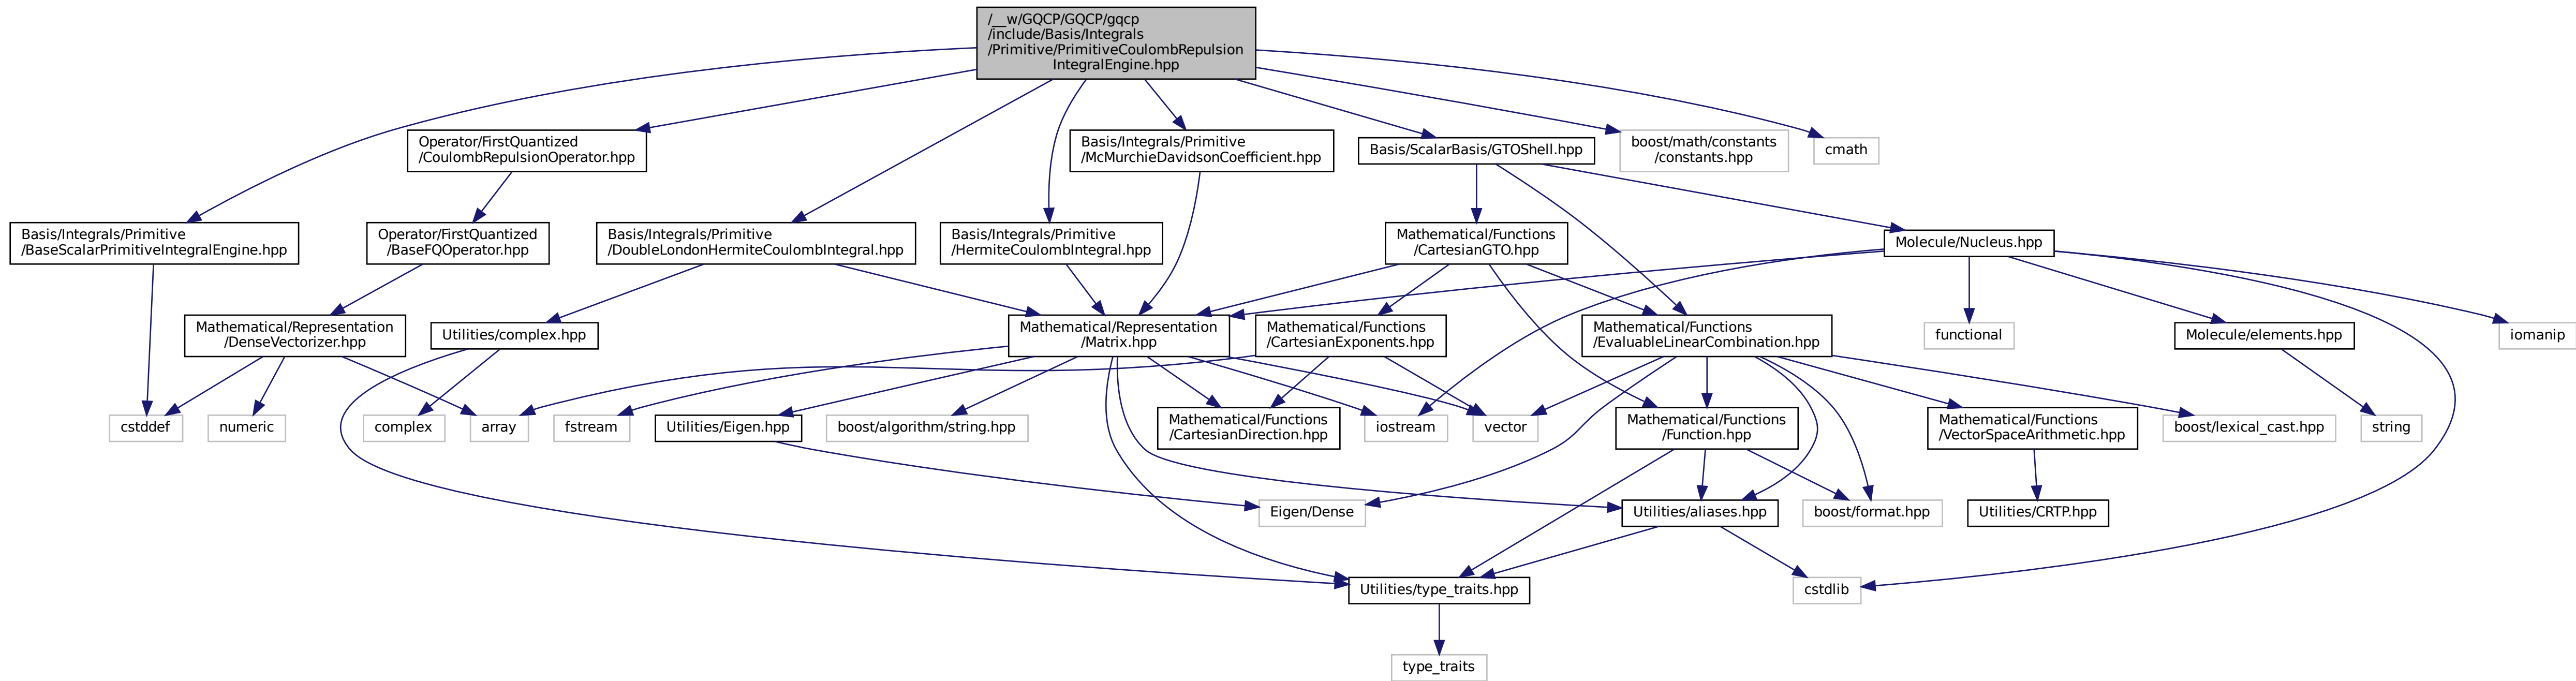 /__w/GQCP/GQCP/gqcp
/include/Basis/Integrals
/Primitive/PrimitiveCoulombRepulsion
IntegralEngine.hpp
Operator/FirstQuantized
/CoulombRepulsionOperator.hpp
Basis/Integrals/Primitive
/McMurchieDavidsonCoefficient.hpp
Basis/ScalarBasis/GTOShell.hpp
boost/math/constants
/constants.hpp
cmath
Basis/Integrals/Primitive
/BaseScalarPrimitiveIntegralEngine.hpp
Operator/FirstQuantized
/BaseFQOperator.hpp
Basis/Integrals/Primitive
/DoubleLondonHermiteCoulombIntegral.hpp
Basis/Integrals/Primitive
/HermiteCoulombIntegral.hpp
Mathematical/Functions
/CartesianGTO.hpp
Molecule/Nucleus.hpp
Mathematical/Representation
/DenseVectorizer.hpp
Utilities/complex.hpp
Mathematical/Representation
/Matrix.hpp
Mathematical/Functions
/CartesianExponents.hpp
Mathematical/Functions
/EvaluableLinearCombination.hpp
functional
Molecule/elements.hpp
iomanip
cstddef
numeric
complex
array
fstream
Utilities/Eigen.hpp
boost/algorithm/string.hpp
Mathematical/Functions
/CartesianDirection.hpp
iostream
vector
Mathematical/Functions
/Function.hpp
Mathematical/Functions
/VectorSpaceArithmetic.hpp
boost/lexical_cast.hpp
string
Eigen/Dense
Utilities/aliases.hpp
boost/format.hpp
Utilities/CRTP.hpp
Utilities/type_traits.hpp
cstdlib
type_traits